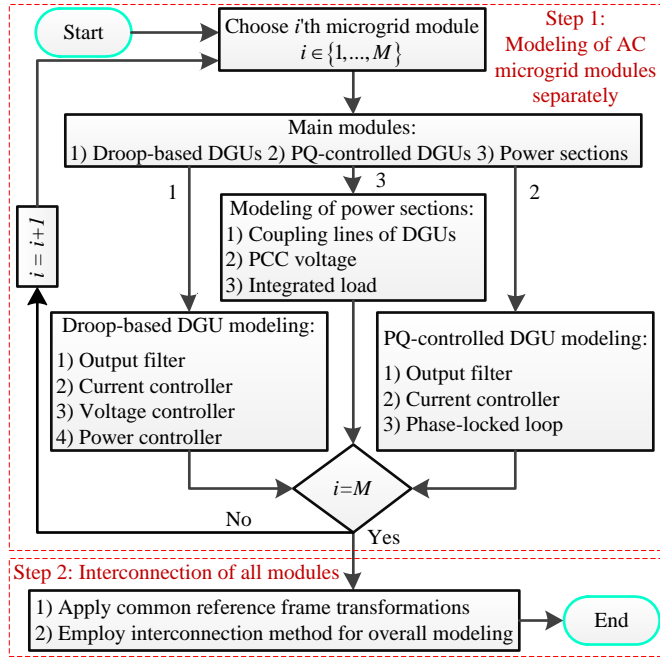 Start
Choose i'th microgrid module
i∈{1,...,M}
Step 1:
Modeling of AC
microgrid modules
separately
Main modules:
1) Droop-based DGUs 2) PQ-controlled DGUs 3) Power sections
1
3
2
i = i+1
Modeling of power sections:
1) Coupling lines of DGUs
2) PCC voltage
3) Integrated load
Droop-based DGU modeling:
1) Output filter
2) Current controller
3) Voltage controller
4) Power controller
PQ-controlled DGU modeling:
1) Output filter
2) Current controller
3) Phase-locked loop
i=M
No
Yes
Step 2: Interconnection of all modules
1) Apply common reference frame transformations
2) Employ interconnection method for overall modeling
End